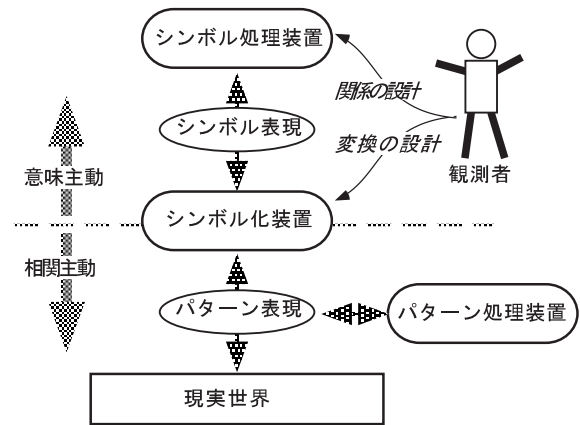 シンボル処理装置
関係の設計
シンボル表現
変換の設計
意味主動
観測者
シンボル化装置
相関主動
パターン表現
パターン処理装置
現実世界